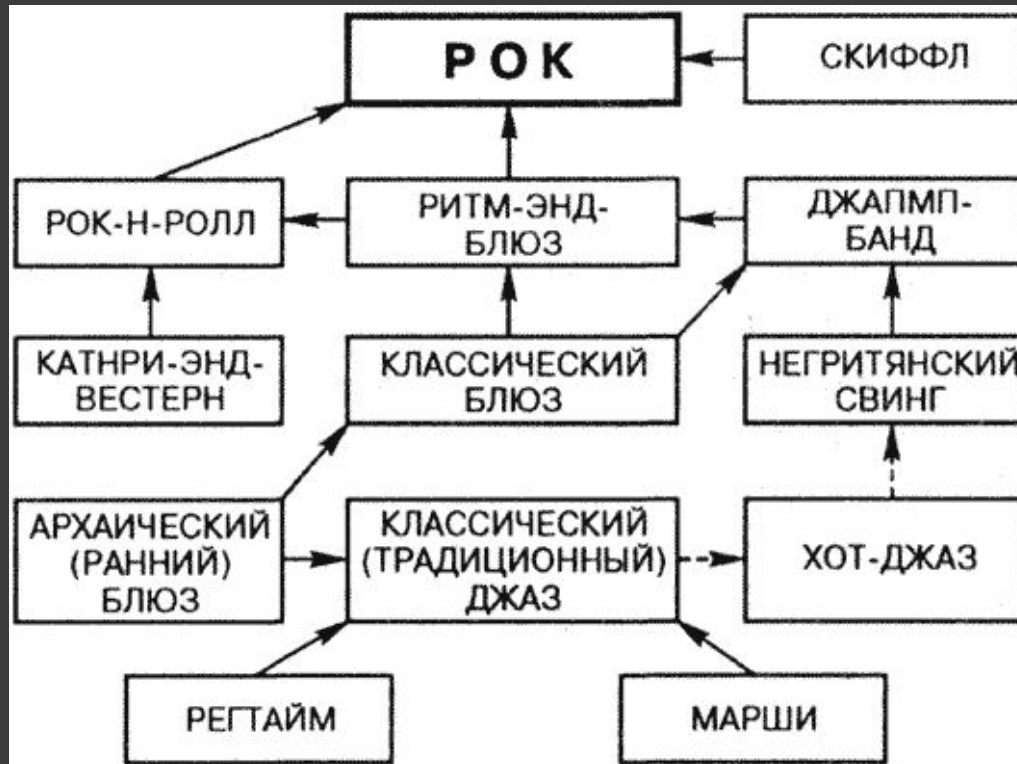 РОК
СКИФФЛ
РОК-Н-РОЛЛ
РИТМ-ЭНД-
БЛЮЗ
ДЖАПМП-
БАНД
КАТНРИ-ЭНД-
ВЕСТЕРН
КЛАССИЧЕСКИЙ
БЛЮЗ
НЕГРИТЯНСКИЙ
СВИНГ
АРХАИЧЕСКИЙ
(РАННИЙ)
БЛЮЗ
КЛАССИЧЕСКИЙ
(ТРАДИЦИОННЫЙ)
ДЖАЗ
ХОТ-ДЖАЗ
РЕГТАЙМ
МАРШИ